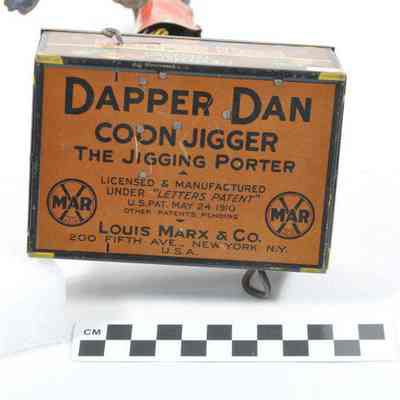 DAPPER DAN
COON JIGGER
THE JIGGING PORTER
LICENSED & MANUFACTURED
UNDER "LETTERS PATENT"
U.S. PAT. MAY 24 1910
OTHER PATENTS PENDING
MAR
MAR
LOUIS MARX & CO.
200 FIFTH AVE., NEW YORK N.Y.
U.S.A.
CM